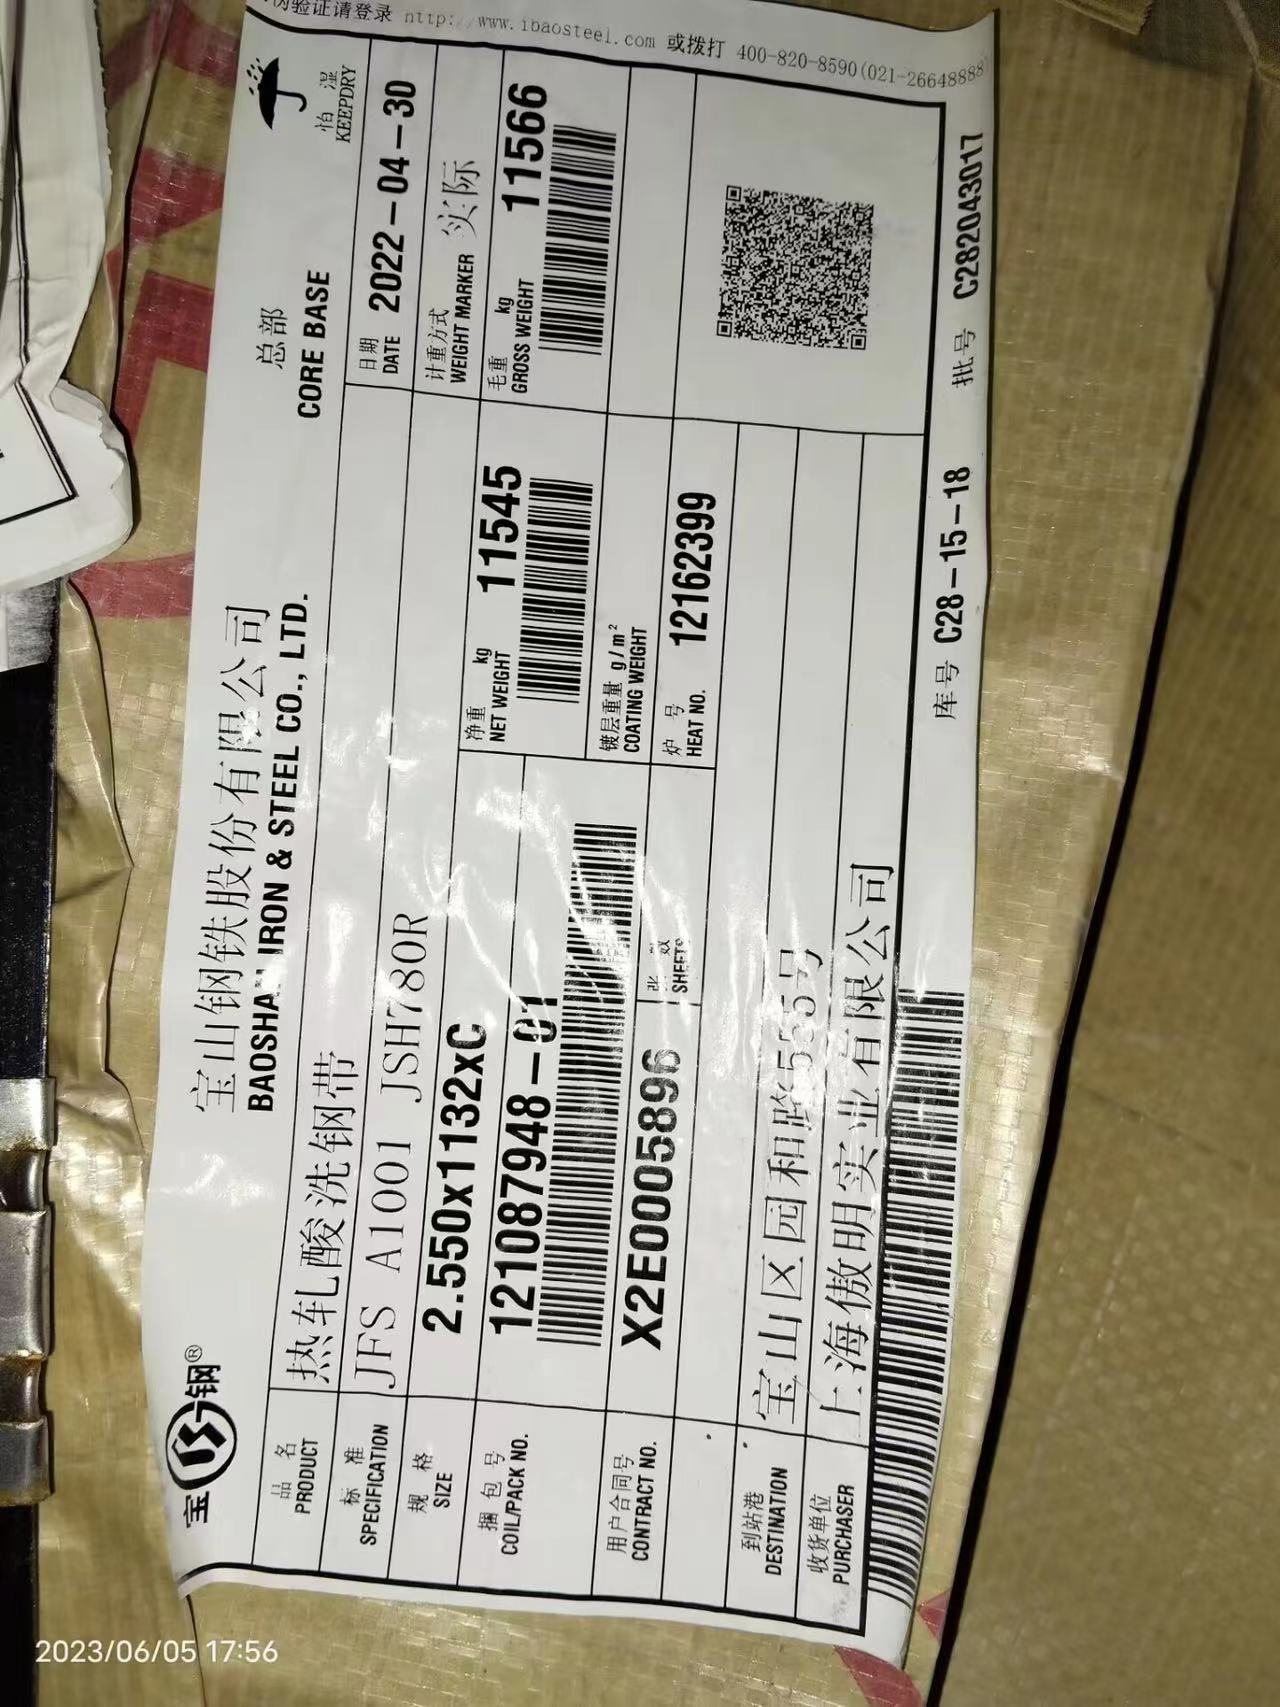 宝钢®
宝山钢铁股份有限公司
BAOSHAN IRON & STEEL CO., LTD.
总部
CORE BASE
怕湿
KEEPDRY
品名
PRODUCT
热轧酸洗钢带
标准
SPECIFICATION
JFS A1001 JSH780R
日期
DATE
2022-04-30
规格
SIZE
2.550x1132xC
计重方式
WEIGHT MARKER
实际
捆包号
COIL/PACK NO.
121087948-01
净重 kg
NET WEIGHT
11545
毛重 kg
GROSS WEIGHT
11566
用户合同号
CONTRACT NO.
X2E0005896
张数
SHEETS
镀层重量 g/m²
COATING WEIGHT
炉号
HEAT NO.
12162399
到站港
DESTINATION
宝山区园和路555号
收货单位
PURCHASER
上海傲明实业有限公司
库号 C28-15-18
批号 C282043017
验证请登录 http://www.ibaosteel.com 或拨打 400-820-8590(021-26648888)
2023/06/05 17:56